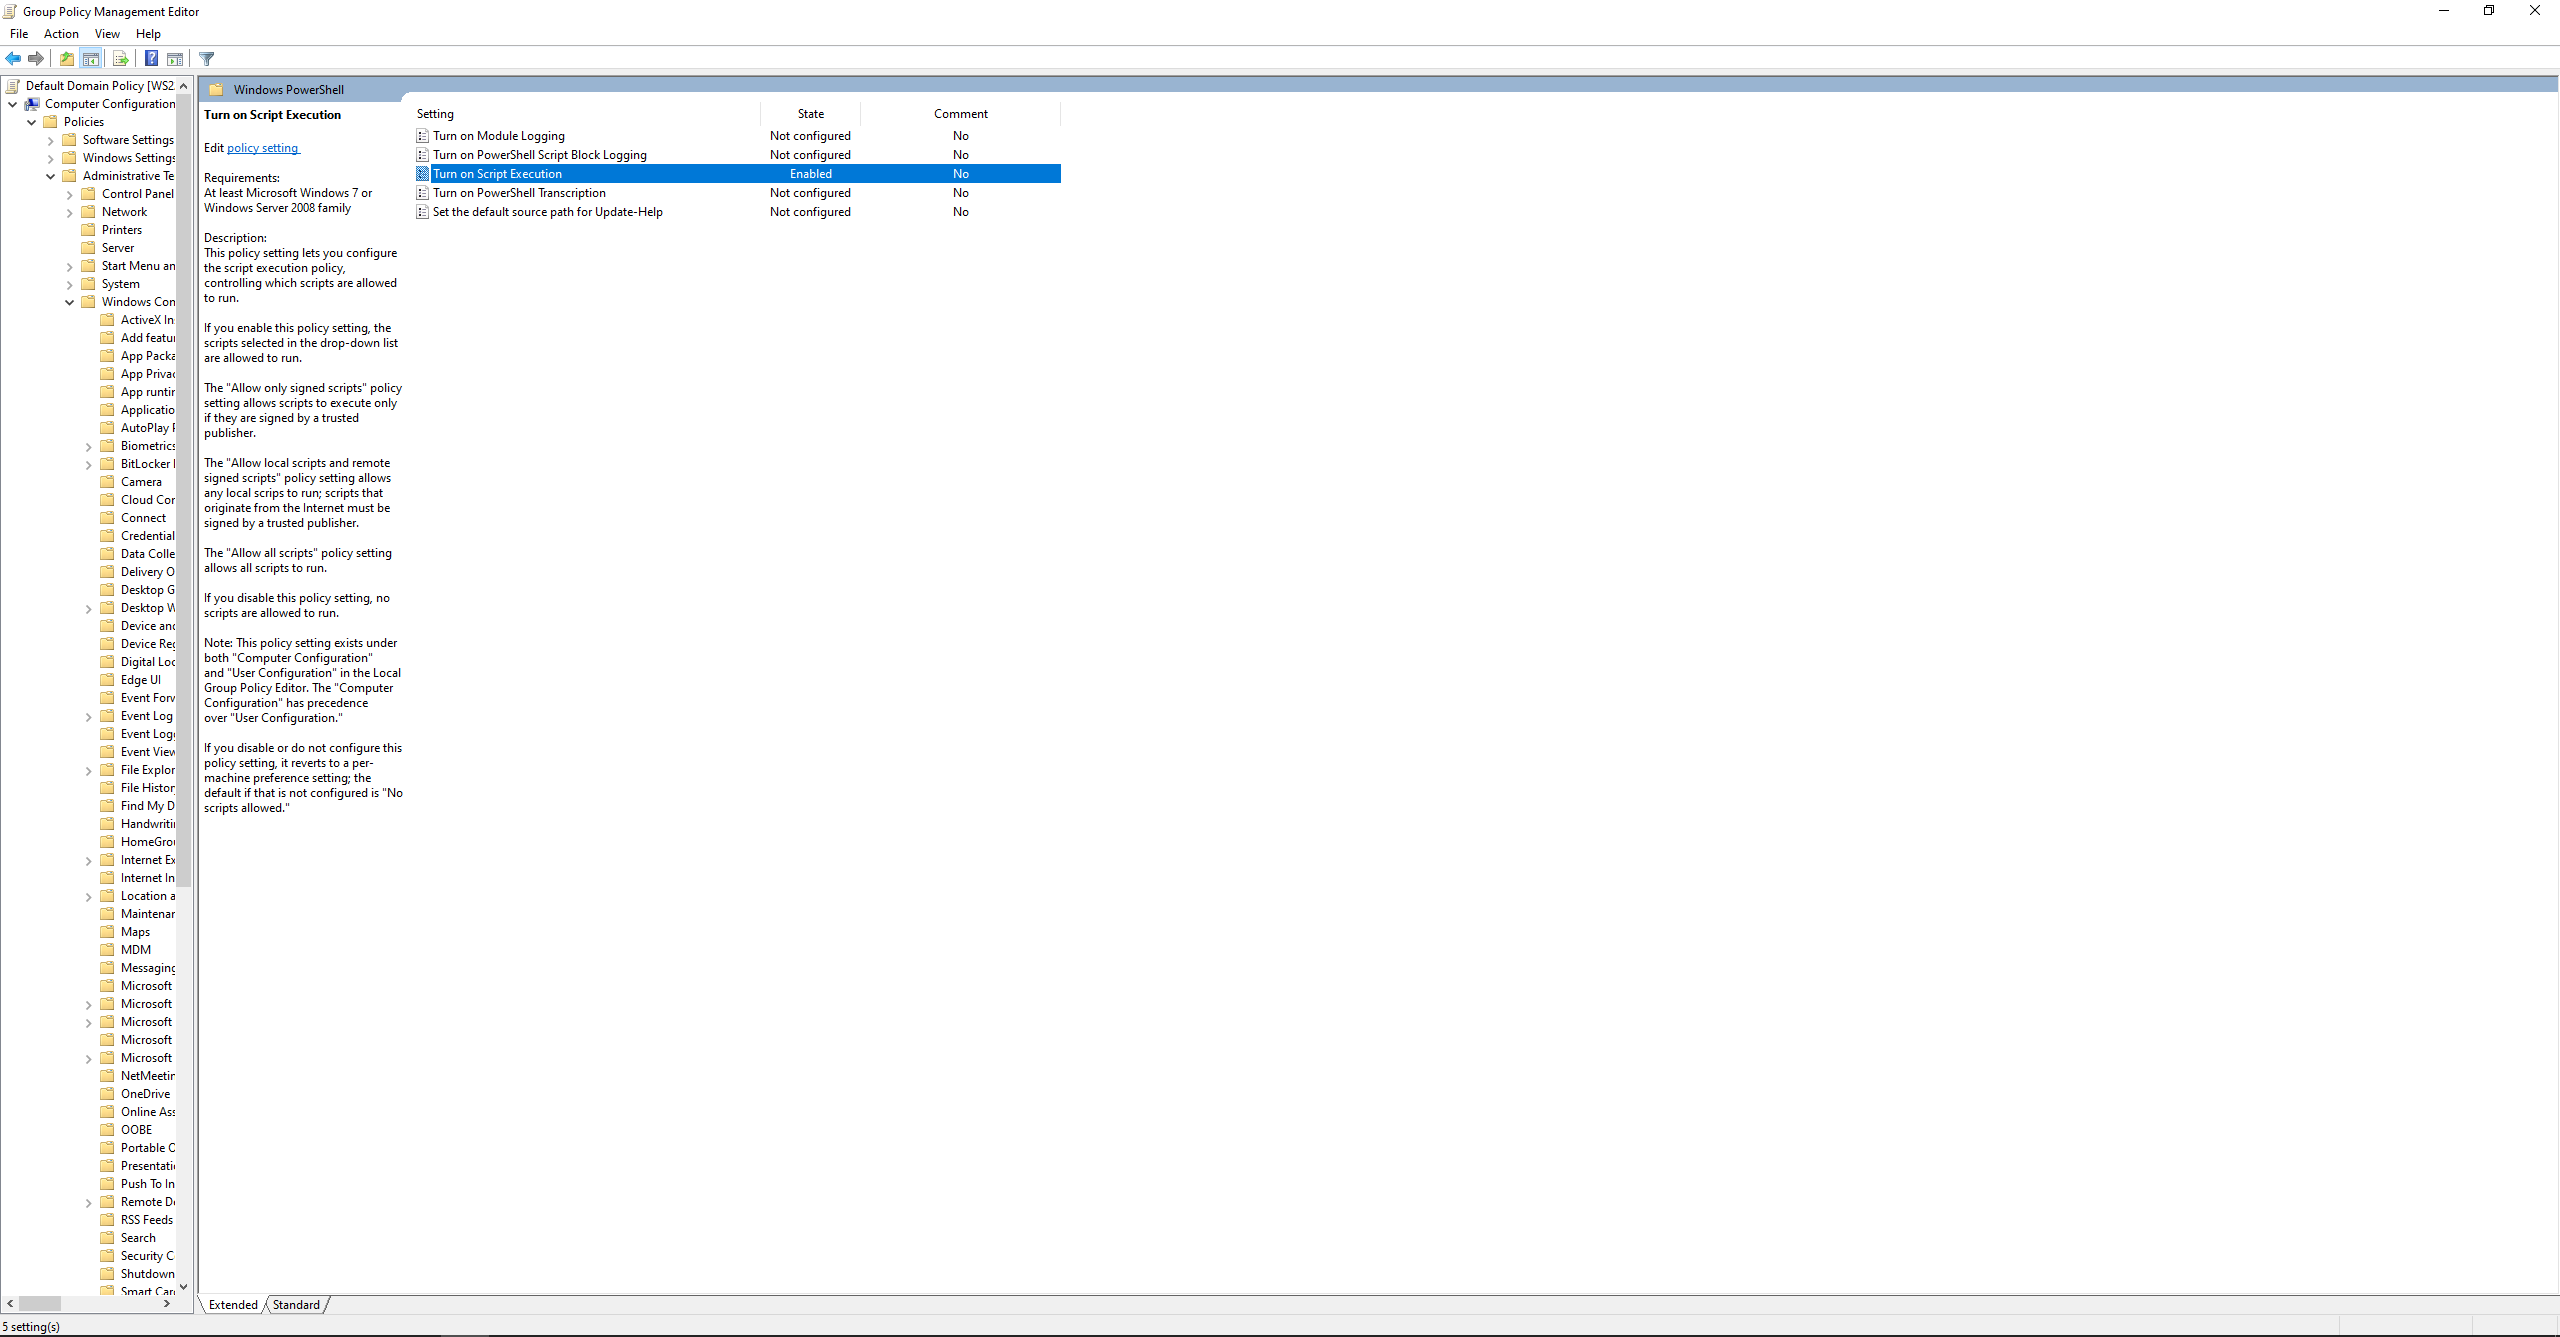 Group Policy Management Editor
File Action View Help
Default Domain Policy [WS2
Computer Configuration
Policies
Software Settings
Windows Settings
Administrative Te
Control Panel
Network
Printers
Server
Start Menu an
System
Windows Con
ActiveX In
Add featu
App Packa
App Privac
App runti
Applicatio
AutoPlay P
Biometrics
BitLocker
Camera
Cloud Con
Connect
Credential
Data Colle
Delivery O
Desktop G
Desktop W
Device and
Device Reg
Digital Loc
Edge UI
Event Forw
Event Log
Event Logg
Event View
File Explor
File Histor
Find My D
Handwriti
HomeGrou
Internet Ex
Internet In
Location a
Maintenan
Maps
MDM
Messaging
Microsoft
Microsoft
Microsoft
Microsoft
Microsoft
NetMeetin
OneDrive
Online Ass
OOBE
Portable O
Presentati
Push To In
Remote De
RSS Feeds
Search
Security C
Shutdown
Smart Card
Windows PowerShell
Turn on Script Execution
Edit policy setting
Requirements:
At least Microsoft Windows 7 or
Windows Server 2008 family
Description:
This policy setting lets you configure
the script execution policy,
controlling which scripts are allowed
to run.
If you enable this policy setting, the
scripts selected in the drop-down list
are allowed to run.
The "Allow only signed scripts" policy
setting allows scripts to execute only
if they are signed by a trusted
publisher.
The "Allow local scripts and remote
signed scripts" policy setting allows
any local scrips to run; scripts that
originate from the Internet must be
signed by a trusted publisher.
The "Allow all scripts" policy setting
allows all scripts to run.
If you disable this policy setting, no
scripts are allowed to run.
Note: This policy setting exists under
both "Computer Configuration"
and "User Configuration" in the Local
Group Policy Editor. The "Computer
Configuration" has precedence
over "User Configuration."
If you disable or do not configure this
policy setting, it reverts to a per-
machine preference setting; the
default if that is not configured is "No
scripts allowed."
Setting State Comment
Turn on Module Logging Not configured No
Turn on PowerShell Script Block Logging Not configured No
Turn on Script Execution Enabled No
Turn on PowerShell Transcription Not configured No
Set the default source path for Update-Help Not configured No
Extended Standard
5 setting(s)